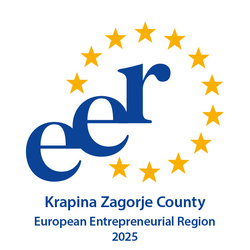 eer
Krapina Zagorje County
European Entrepreneurial Region
2025